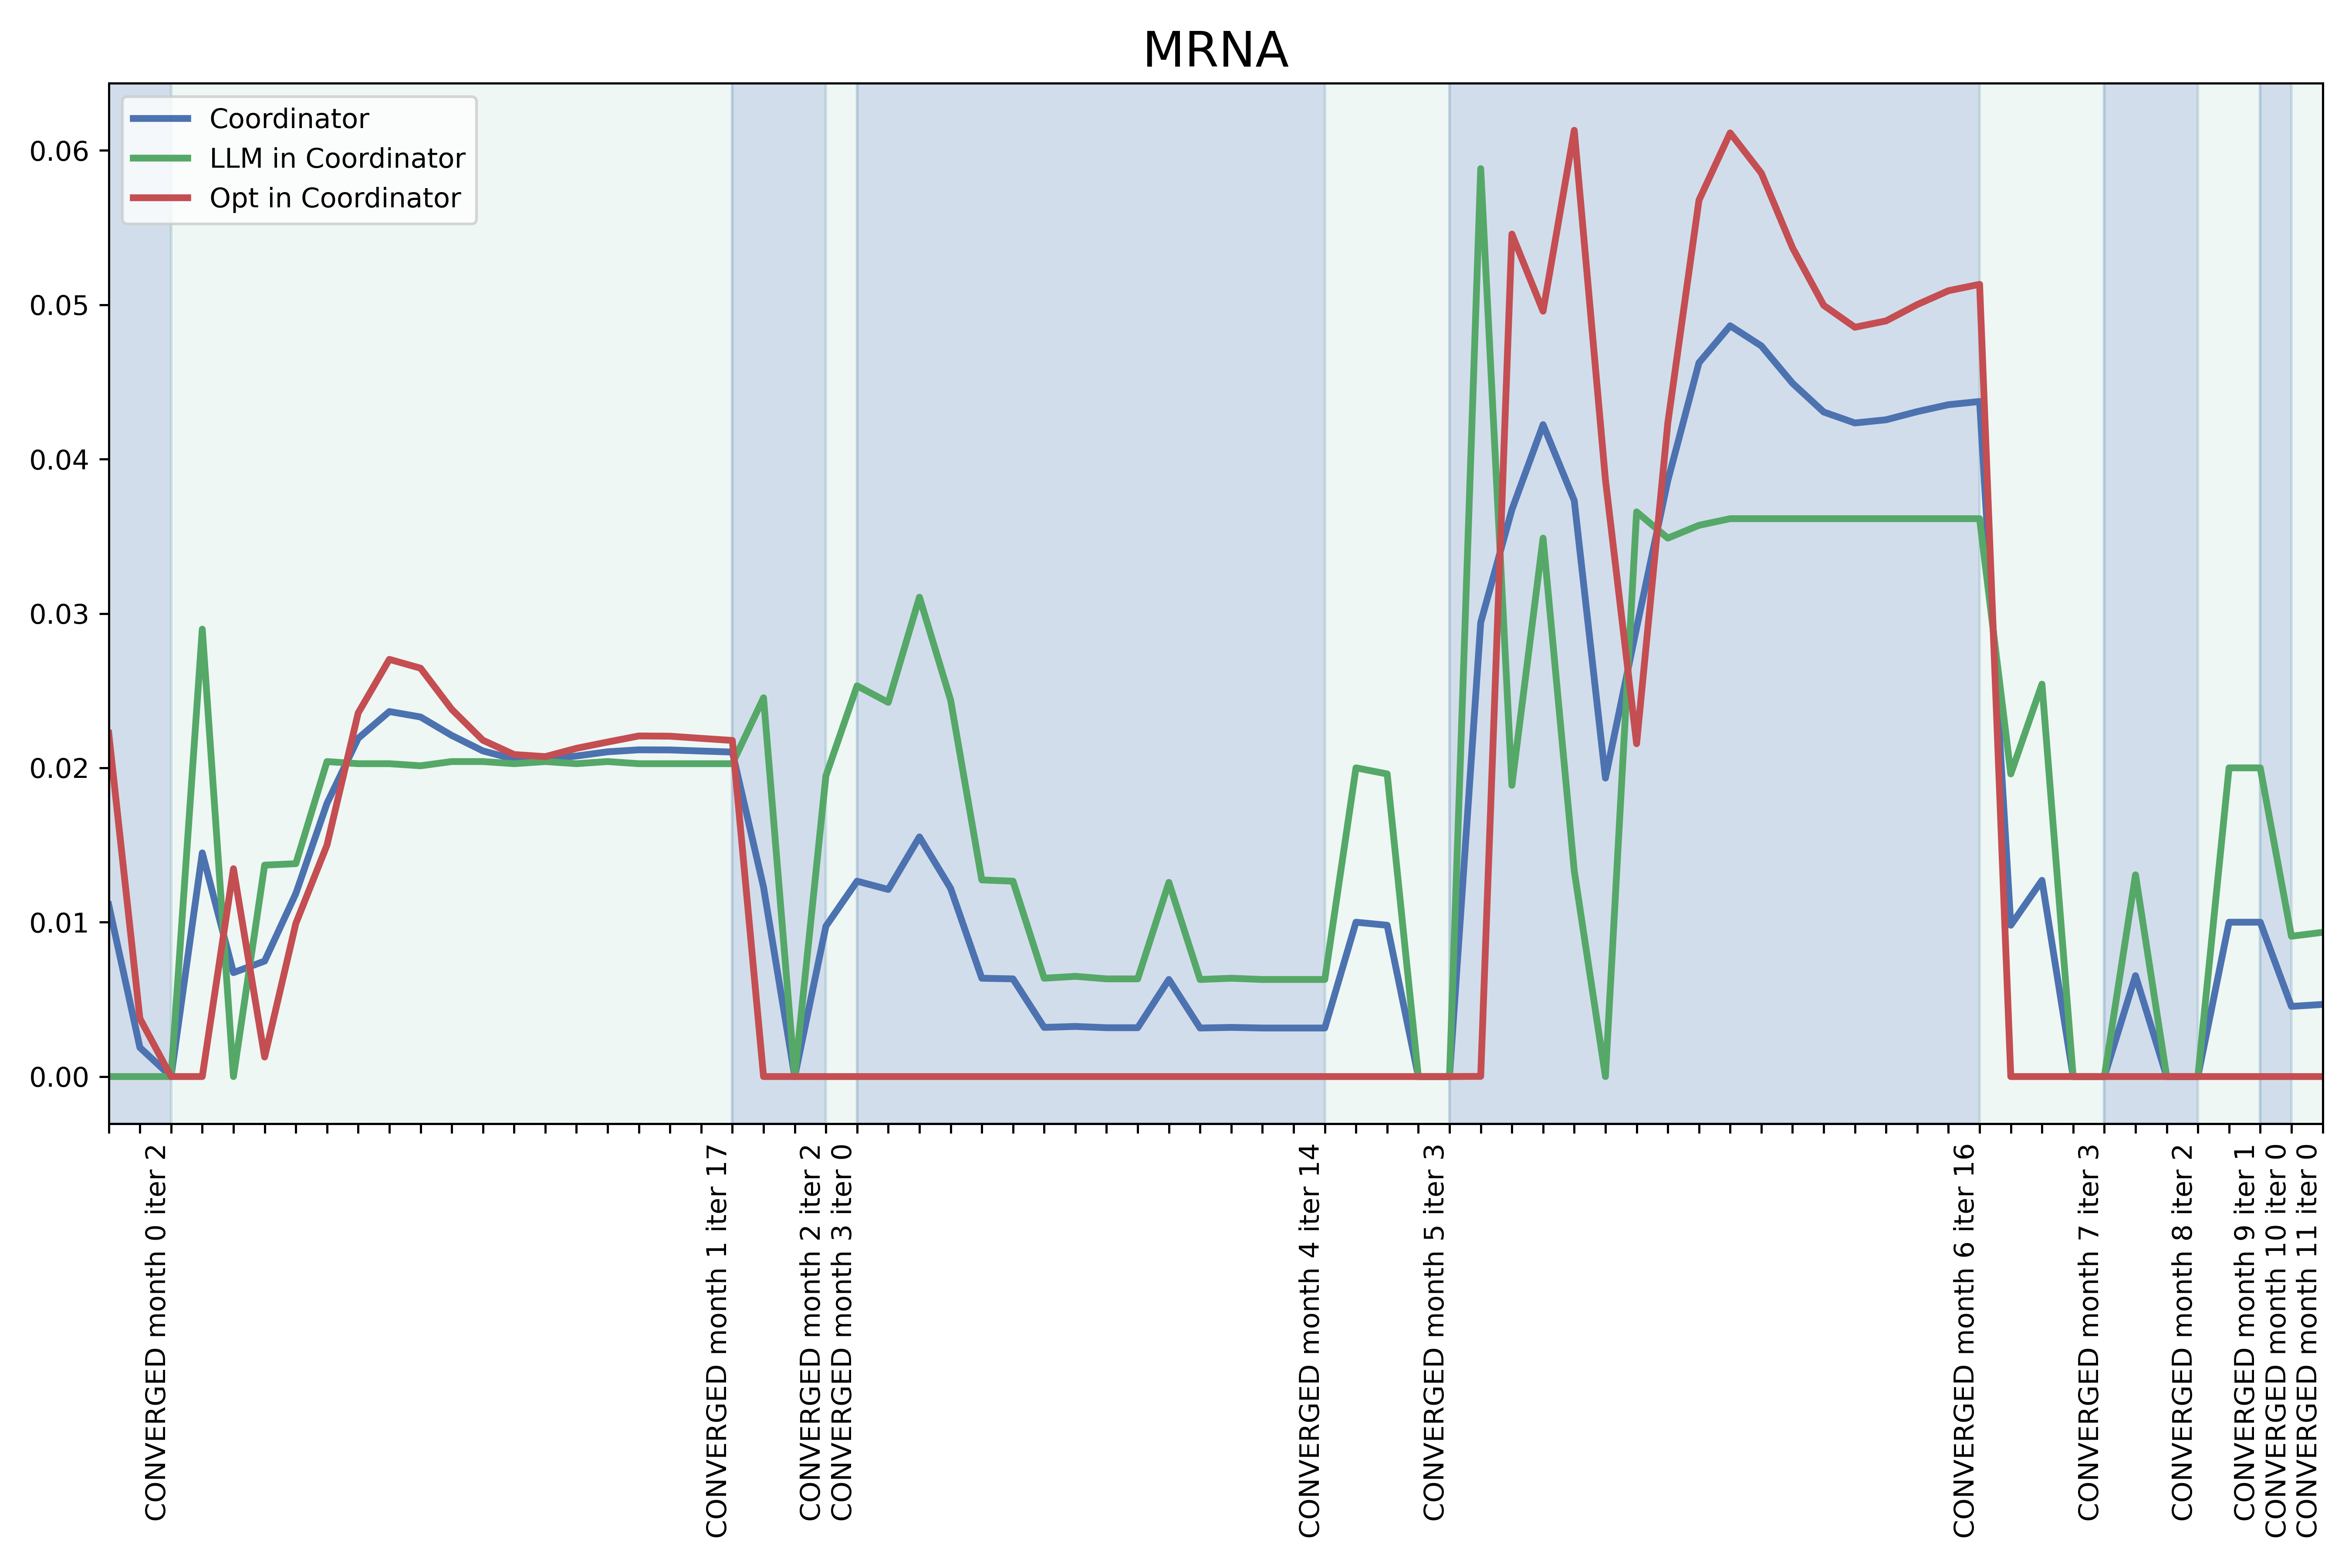 MRNA
Coordinator
LLM in Coordinator
Opt in Coordinator
0.06
0.05
0.04
0.03
0.02
0.01
0.00
CONVERGED month 0 iter 2
CONVERGED month 1 iter 17
CONVERGED month 2 iter 2
CONVERGED month 3 iter 0
CONVERGED month 4 iter 14
CONVERGED month 5 iter 3
CONVERGED month 6 iter 16
CONVERGED month 7 iter 3
CONVERGED month 8 iter 2
CONVERGED month 9 iter 1
CONVERGED month 10 iter 0
CONVERGED month 11 iter 0